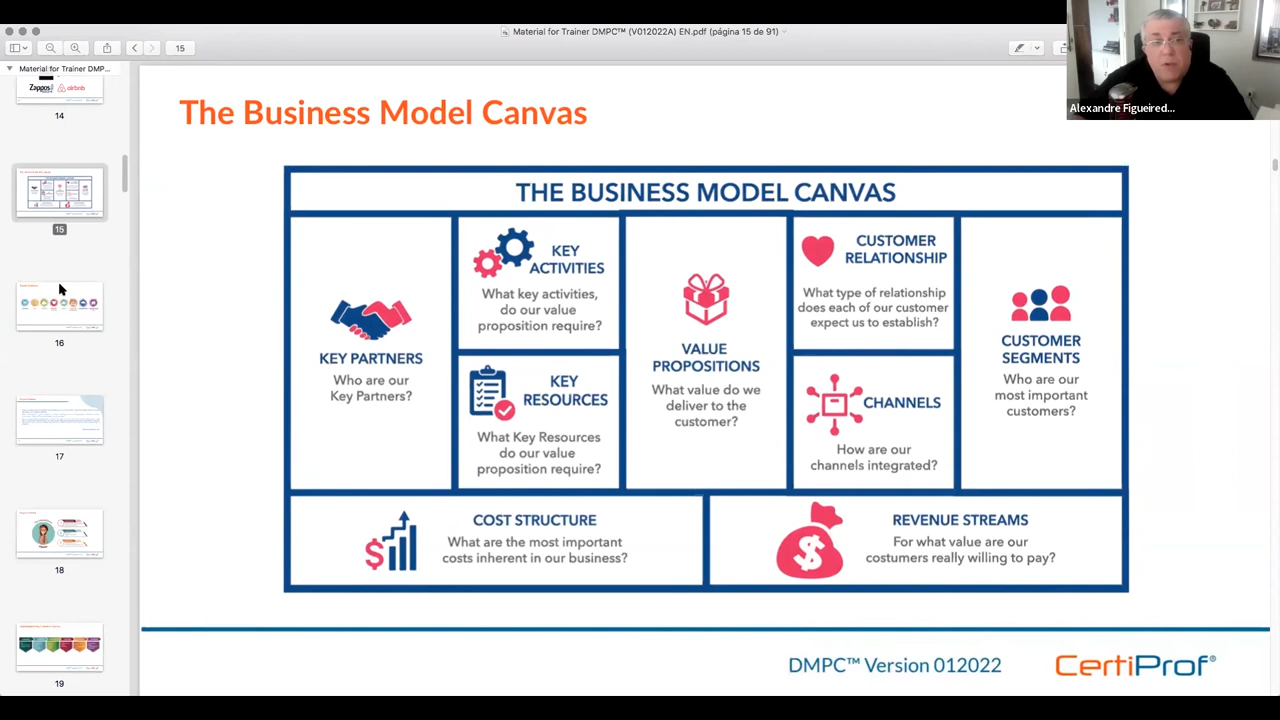 Material for Trainer DMPC™ (V012022A) EN.pdf (página 15 de 91)
15
Material for Trainer DMP...
Zappos
airbnb
14
15
16
17
18
19
Alexandre Figueired...
The Business Model Canvas
THE BUSINESS MODEL CANVAS
KEY PARTNERS
Who are our
Key Partners?
KEY
ACTIVITIES
What key activities,
do our value
proposition require?
KEY
RESOURCES
What Key Resources
do our value
proposition require?
VALUE
PROPOSITIONS
What value do we
deliver to the
customer?
CUSTOMER
RELATIONSHIP
What type of relationship
does each of our customer
expect us to establish?
CHANNELS
How are our
channels integrated?
CUSTOMER
SEGMENTS
Who are our
most important
customers?
COST STRUCTURE
What are the most important
costs inherent in our business?
REVENUE STREAMS
For what value are our
costumers really willing to pay?
DMPC™ Version 012022
CertiProf®